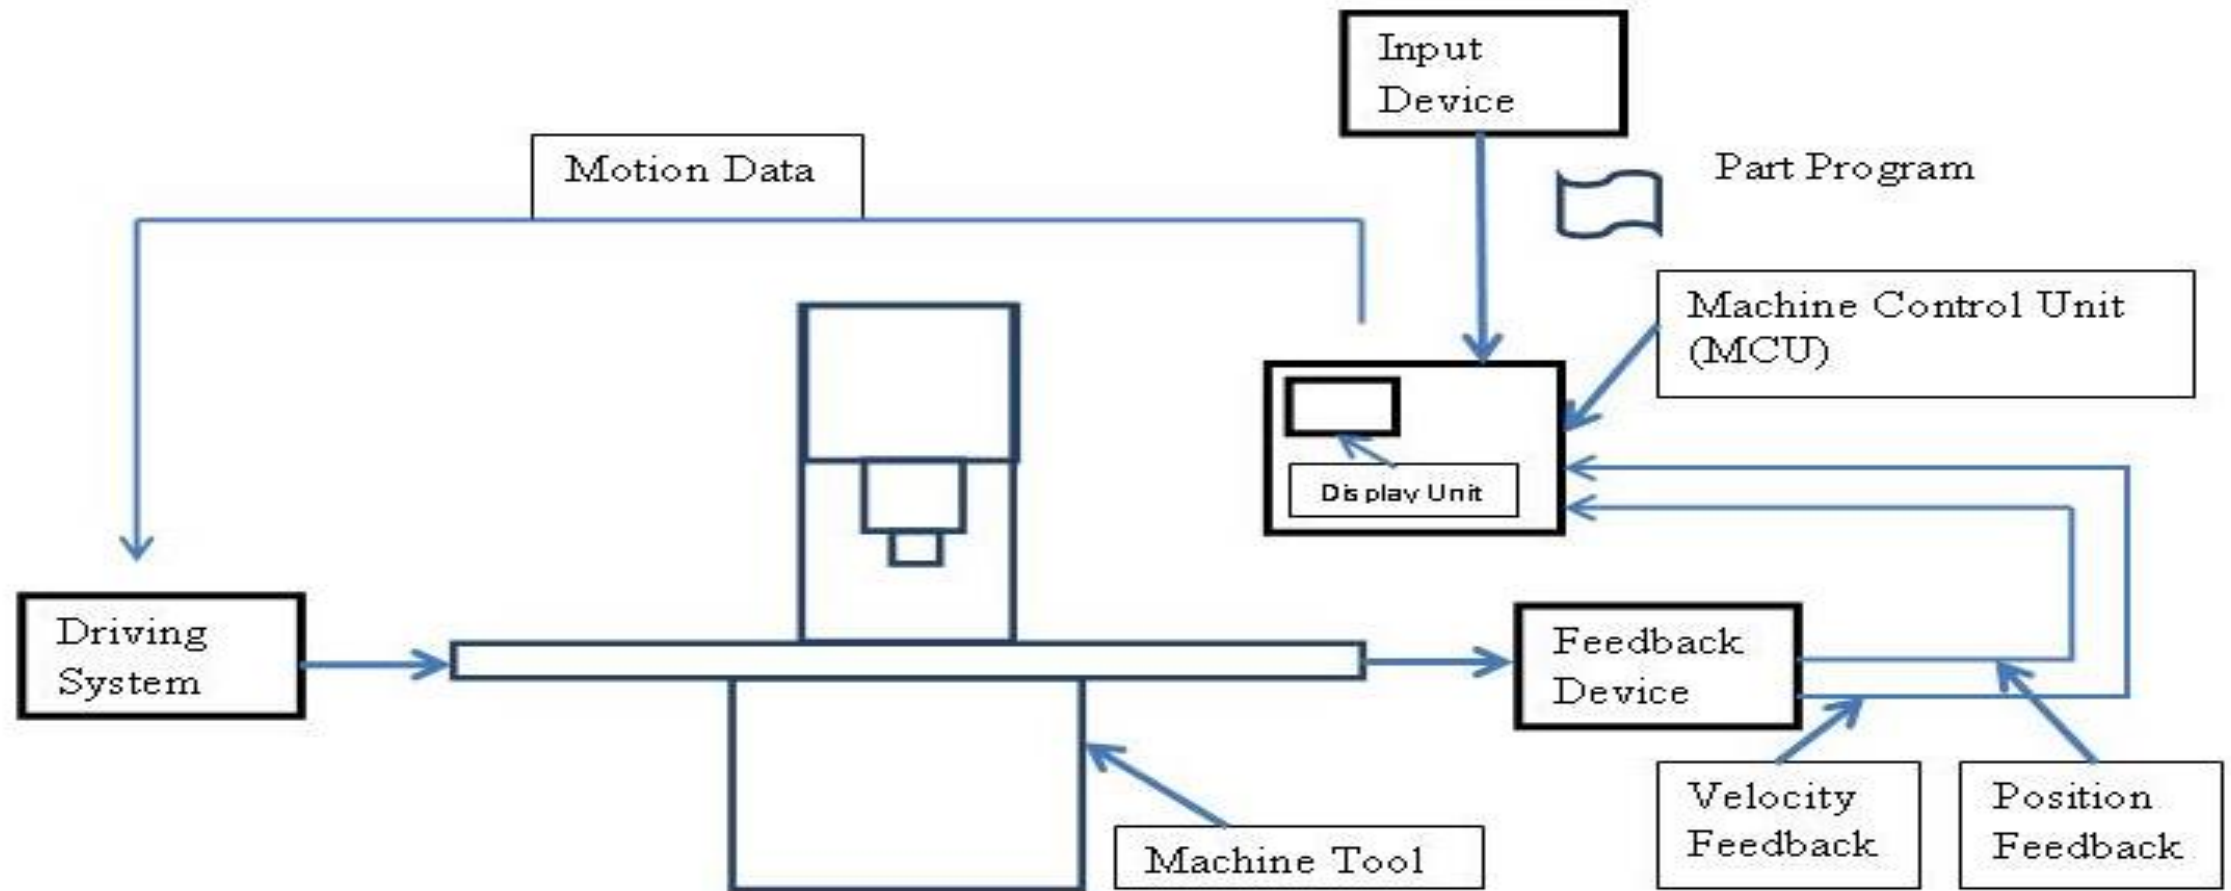 Input
Device
Motion Data
Part Program
Machine Control Unit
(MCU)
Display Unit
Driving
System
Feedback
Device
Velocity
Feedback
Position
Feedback
Machine Tool